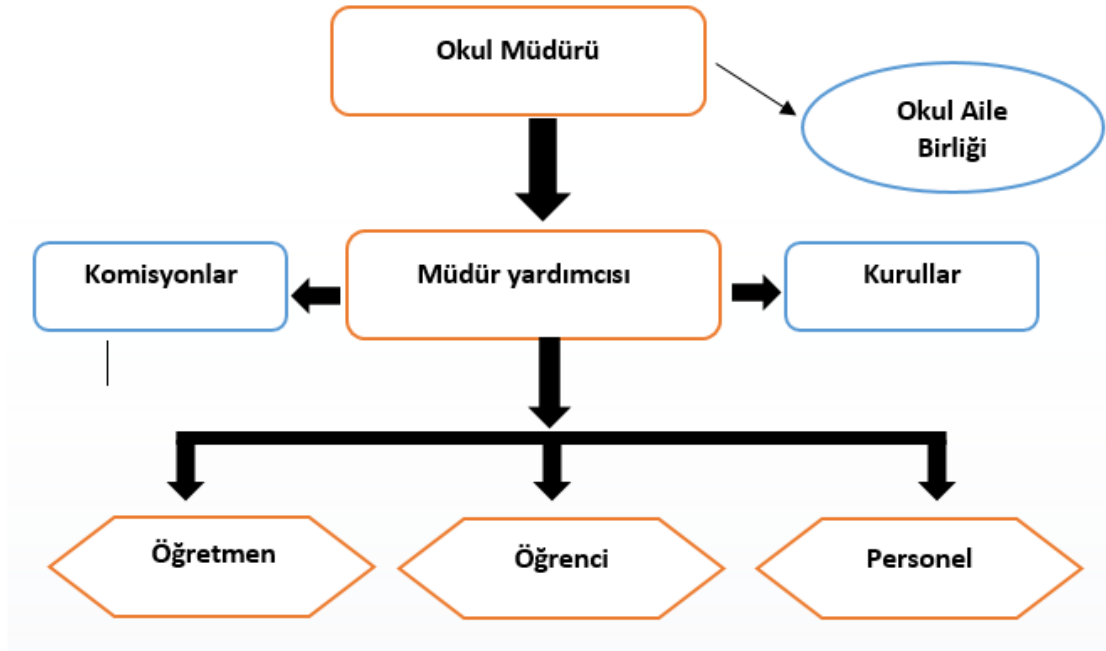 Okul Müdürü
Okul Aile
Birliği
Komisyonlar
Müdür yardımcısı
Kurullar
Öğretmen
Öğrenci
Personel